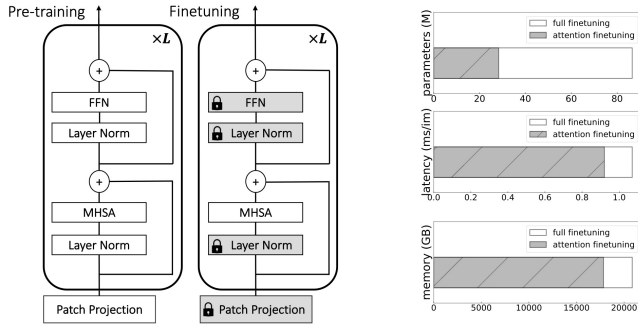 Pre-training
×L
+
FFN
Layer Norm
+
MHSA
Layer Norm
Patch Projection
Finetuning
×L
+
FFN
Layer Norm
+
MHSA
Layer Norm
Patch Projection
parameters (M)
full finetuning
attention finetuning
0 20 40 60 80
latency (ms/im)
full finetuning
attention finetuning
0.0 0.2 0.4 0.6 0.8 1.0
memory (GB)
full finetuning
attention finetuning
0 5000 10000 15000 20000